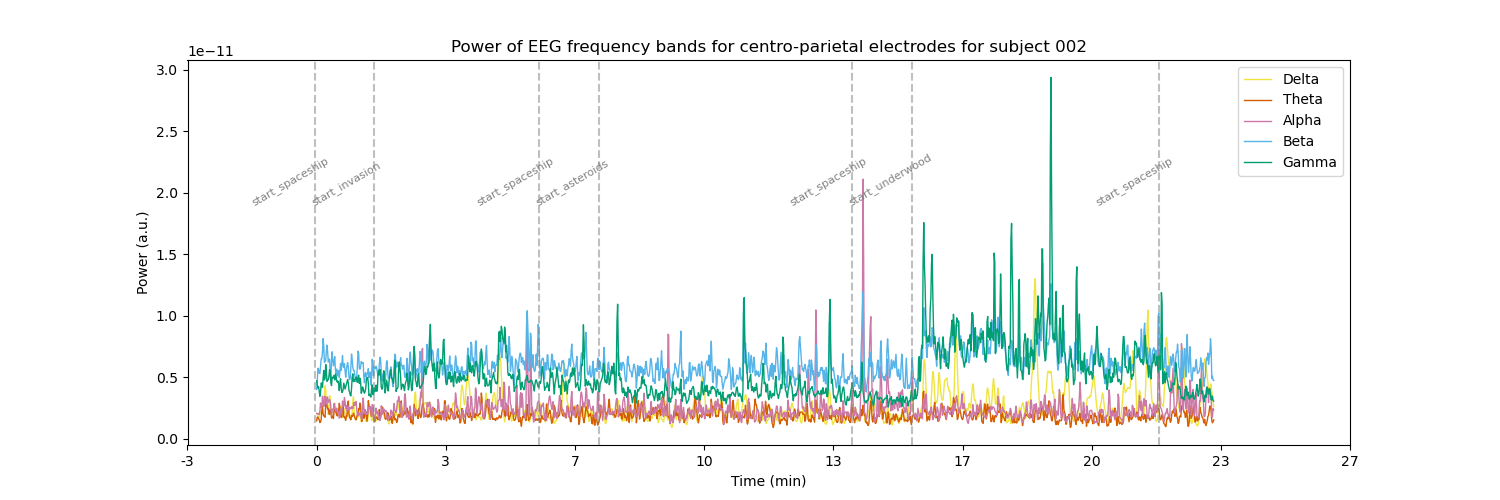 Power of EEG frequency bands for centro-parietal electrodes for subject 002
1e−11
3.0
2.5
2.0
1.5
1.0
0.5
0.0
Power (a.u.)
start_spaceship
start_invasion
start_spaceship
start_asteroids
start_spaceship
start_underwood
start_spaceship
Delta
Theta
Alpha
Beta
Gamma
-3 0 3 7 10 13 17 20 23 27
Time (min)